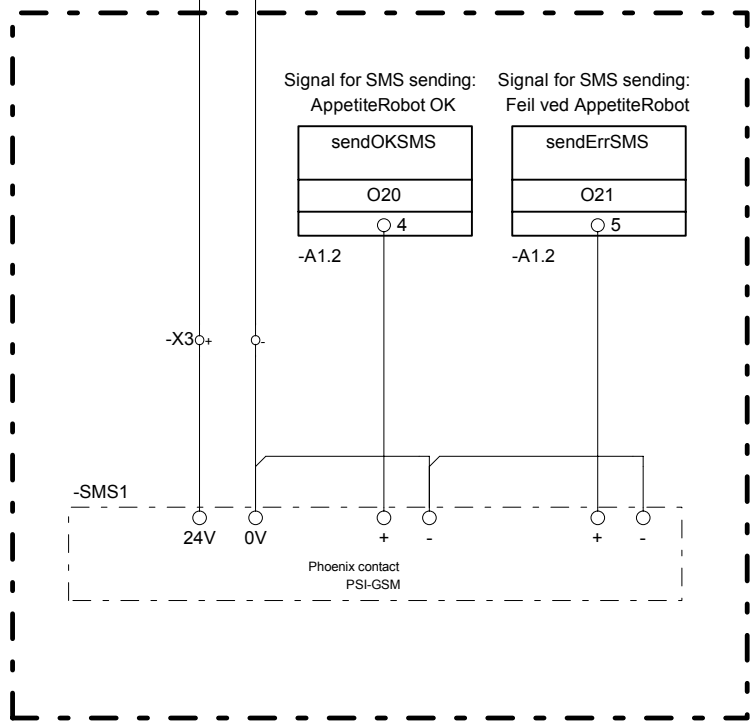 Signal for SMS sending:
AppetiteRobot OK
Signal for SMS sending:
Feil ved AppetiteRobot
sendOKSMS
sendErrSMS
O20
O21
4
5
-A1.2
-A1.2
-X3 + -
-SMS1
24V 0V + - + -
Phoenix contact
PSI-GSM